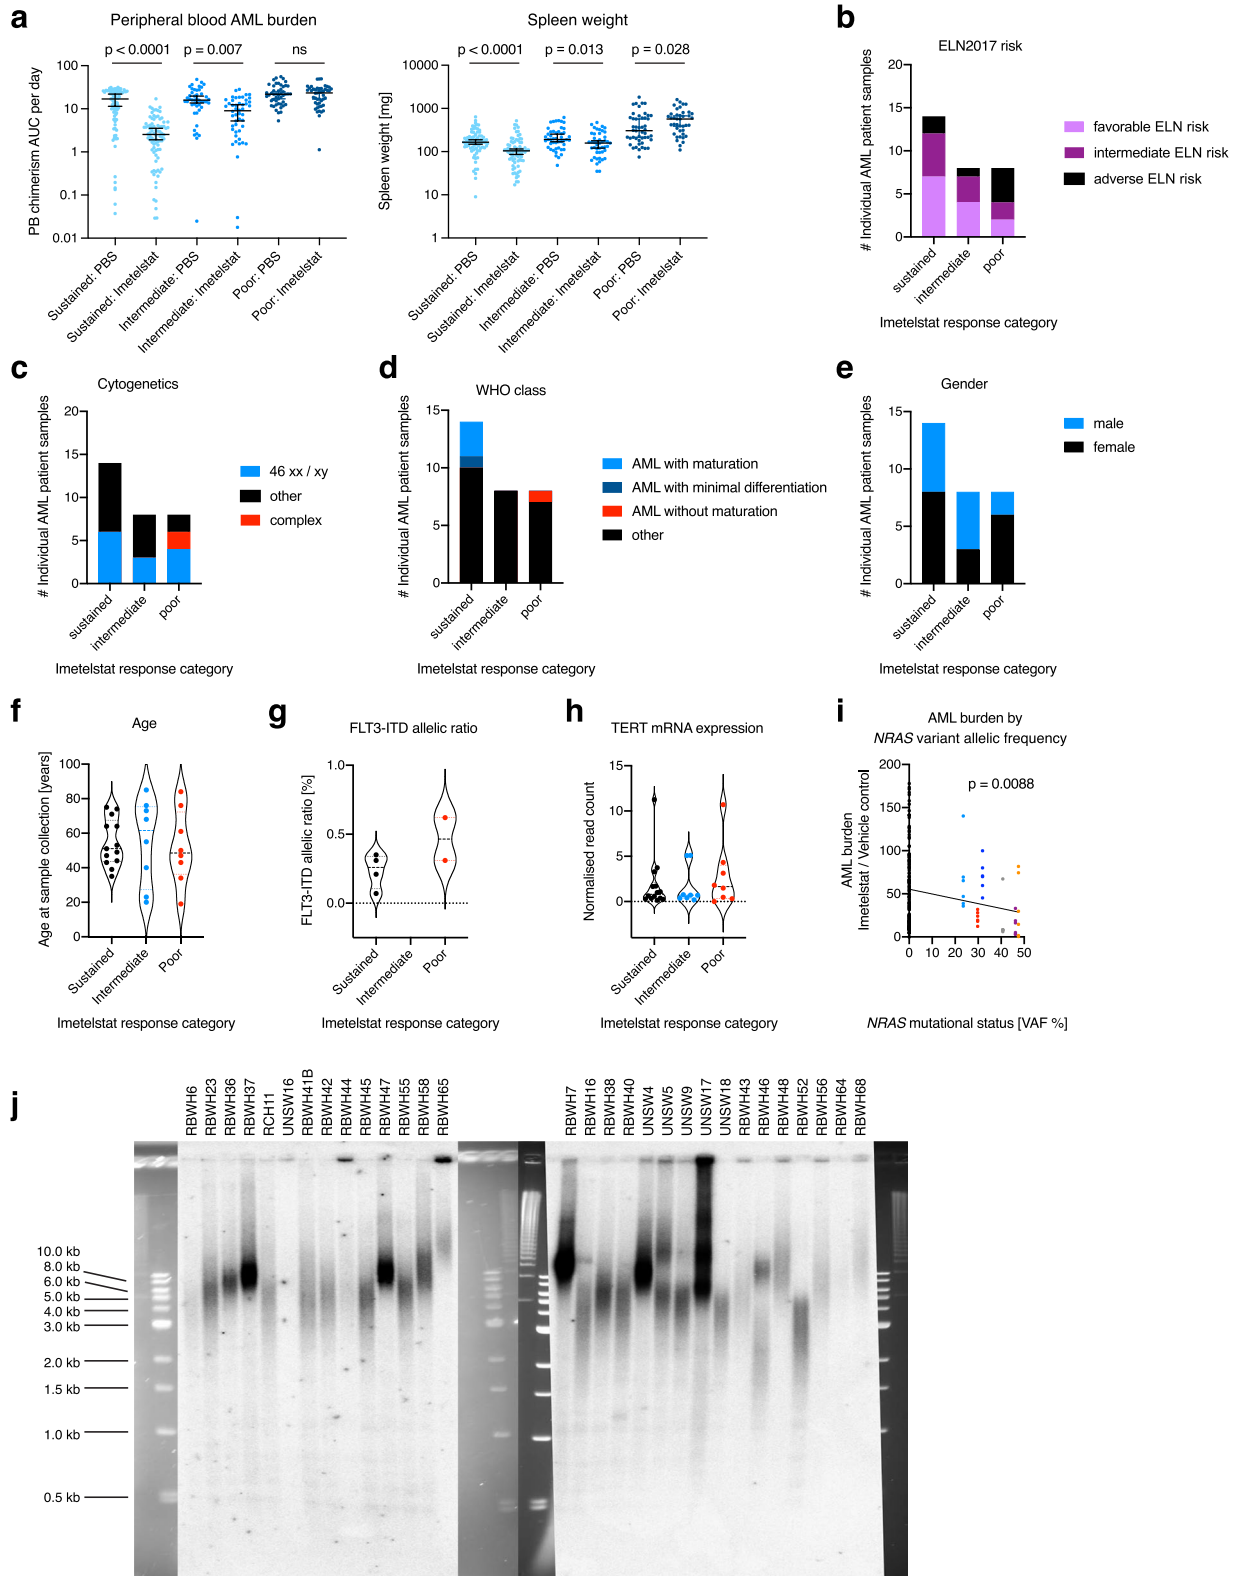 a
Peripheral blood AML burden
p < 0.0001
p = 0.007
ns
PB chimerism AUC per day
100
10
1
0.1
0.01
Sustained: PBS
Sustained: Imetelstat
Intermediate: PBS
Intermediate: Imetelstat
Poor: PBS
Poor: Imetelstat
Spleen weight
p < 0.0001
p = 0.013
p = 0.028
Spleen weight [mg]
10000
1000
100
10
1
Sustained: PBS
Sustained: Imetelstat
Intermediate: PBS
Intermediate: Imetelstat
Poor: PBS
Poor: Imetelstat
b
ELN2017 risk
# Individual AML patient samples
20
15
10
5
0
sustained
intermediate
poor
Imetelstat response category
favorable ELN risk
intermediate ELN risk
adverse ELN risk
c
Cytogenetics
# Individual AML patient samples
20
15
10
5
0
sustained
intermediate
poor
Imetelstat response category
46 xx / xy
other
complex
d
WHO class
# Individual AML patient samples
15
10
5
0
sustained
intermediate
poor
Imetelstat response category
AML with maturation
AML with minimal differentiation
AML without maturation
other
e
Gender
# Individual AML patient samples
15
10
5
0
sustained
intermediate
poor
Imetelstat response category
male
female
f
Age
Age at sample collection [years]
100
80
60
40
20
0
Sustained
Intermediate
Poor
Imetelstat response category
g
FLT3-ITD allelic ratio
FLT3-ITD allelic ratio [%]
1.0
0.5
0.0
Sustained
Intermediate
Poor
Imetelstat response category
h
TERT mRNA expression
Normalised read count
15
10
5
0
Sustained
Intermediate
Poor
Imetelstat response category
i
AML burden by
NRAS variant allelic frequency
p = 0.0088
AML burden
Imetelstat / Vehicle control
200
150
100
50
0
0 10 20 30 40 50
NRAS mutational status [VAF %]
j
RBWH6
RBWH23
RBWH36
RBWH37
RCH11
UNSW16
RBWH41B
RBWH42
RBWH44
RBWH45
RBWH47
RBWH55
RBWH58
RBWH65
RBWH7
RBWH16
RBWH38
RBWH40
UNSW4
UNSW5
UNSW9
UNSW17
UNSW18
RBWH43
RBWH46
RBWH48
RBWH52
RBWH56
RBWH64
RBWH68
10.0 kb
8.0 kb
6.0 kb
5.0 kb
4.0 kb
3.0 kb
2.0 kb
1.5 kb
1.0 kb
0.5 kb